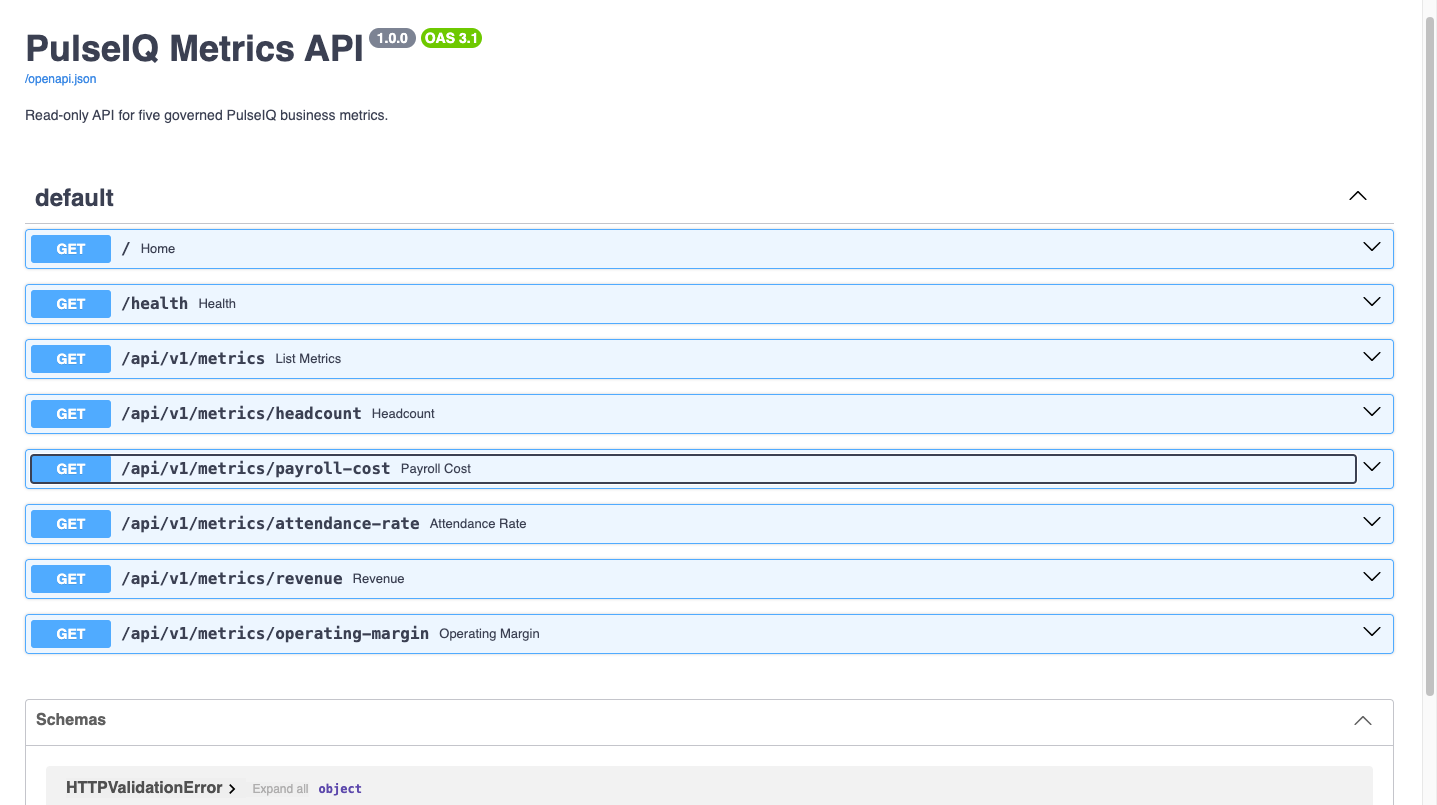 PulseIQ Metrics API 1.0.0 OAS 3.1
/openapi.json
Read-only API for five governed PulseIQ business metrics.
default
GET / Home
GET /health Health
GET /api/v1/metrics List Metrics
GET /api/v1/metrics/headcount Headcount
GET /api/v1/metrics/payroll-cost Payroll Cost
GET /api/v1/metrics/attendance-rate Attendance Rate
GET /api/v1/metrics/revenue Revenue
GET /api/v1/metrics/operating-margin Operating Margin
Schemas
HTTPValidationError Expand all object